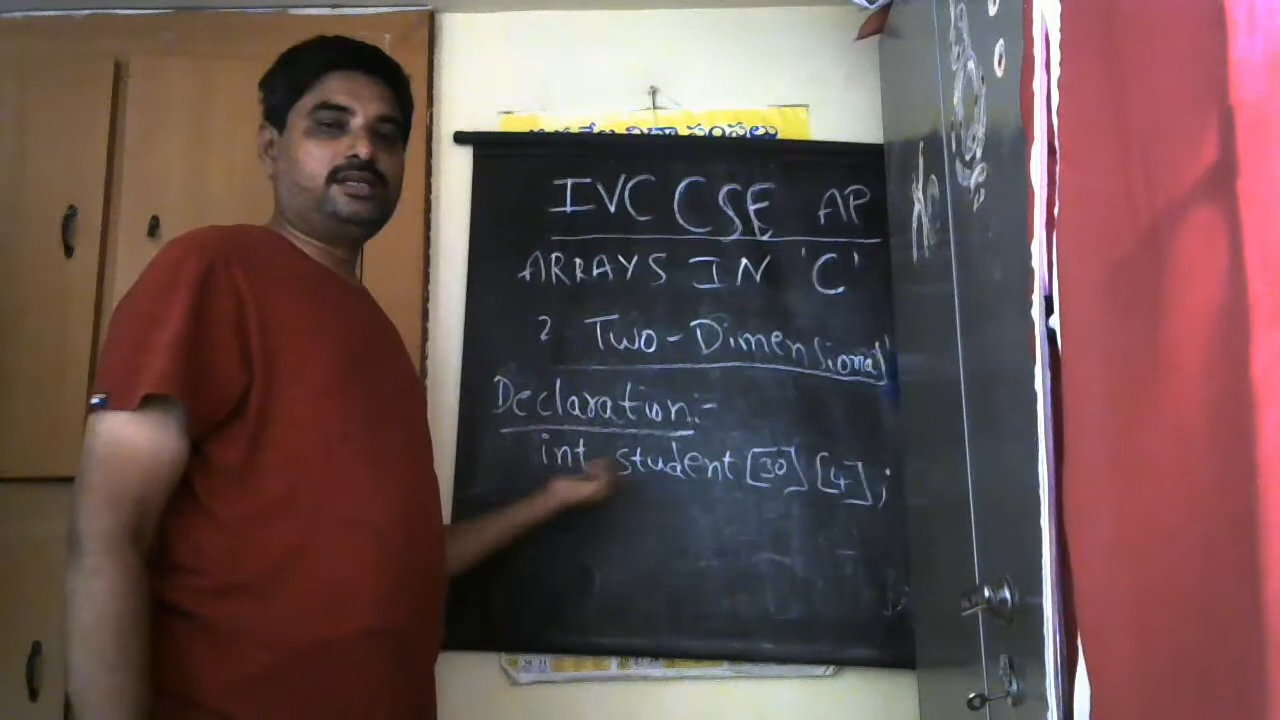 IVC CSE AP
ARRAYS IN 'C'
2 Two-Dimensional
Declaration:-
int student[30][4];